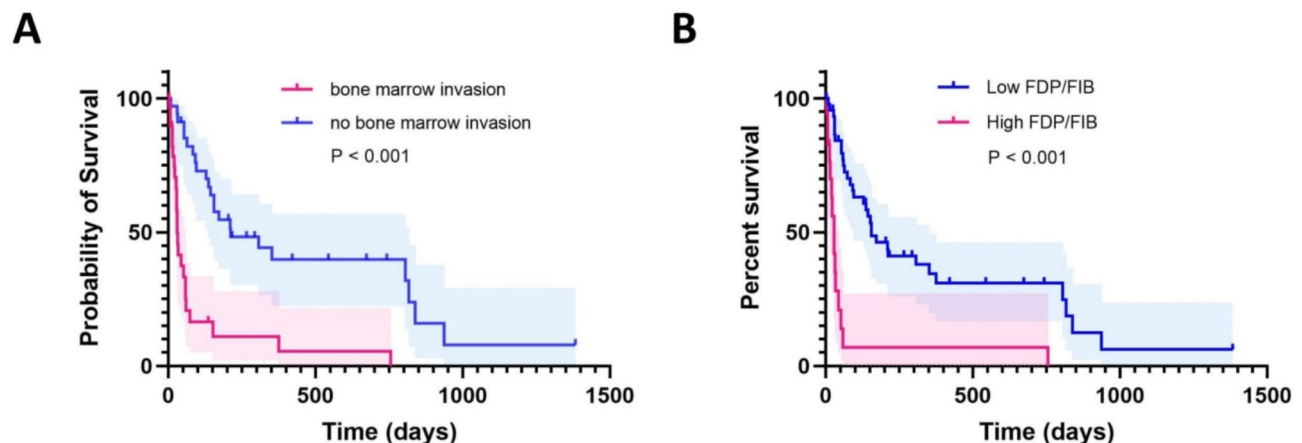 A
Probability of Survival
100
50
0
bone marrow invasion
no bone marrow invasion
P < 0.001
0 500 1000 1500
Time (days)
B
Percent survival
100
50
0
Low FDP/FIB
High FDP/FIB
P < 0.001
0 500 1000 1500
Time (days)